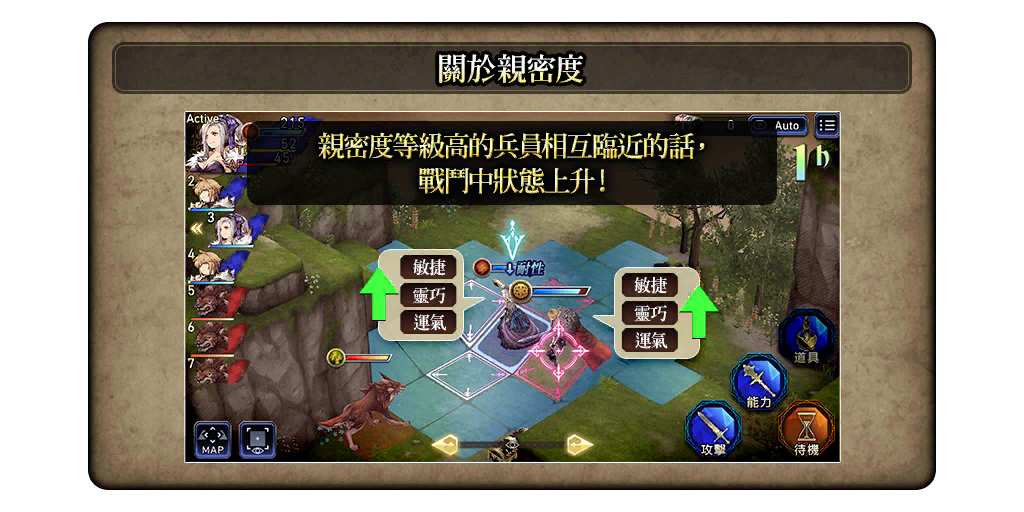 關於親密度
Active
215
52
45
Auto
親密度等級高的兵員相互臨近的話，
戰鬥中狀態上升！
2
3
4
5
6
7
耐性
敏捷
靈巧
運氣
敏捷
靈巧
運氣
道具
能力
攻擊
待機
MAP